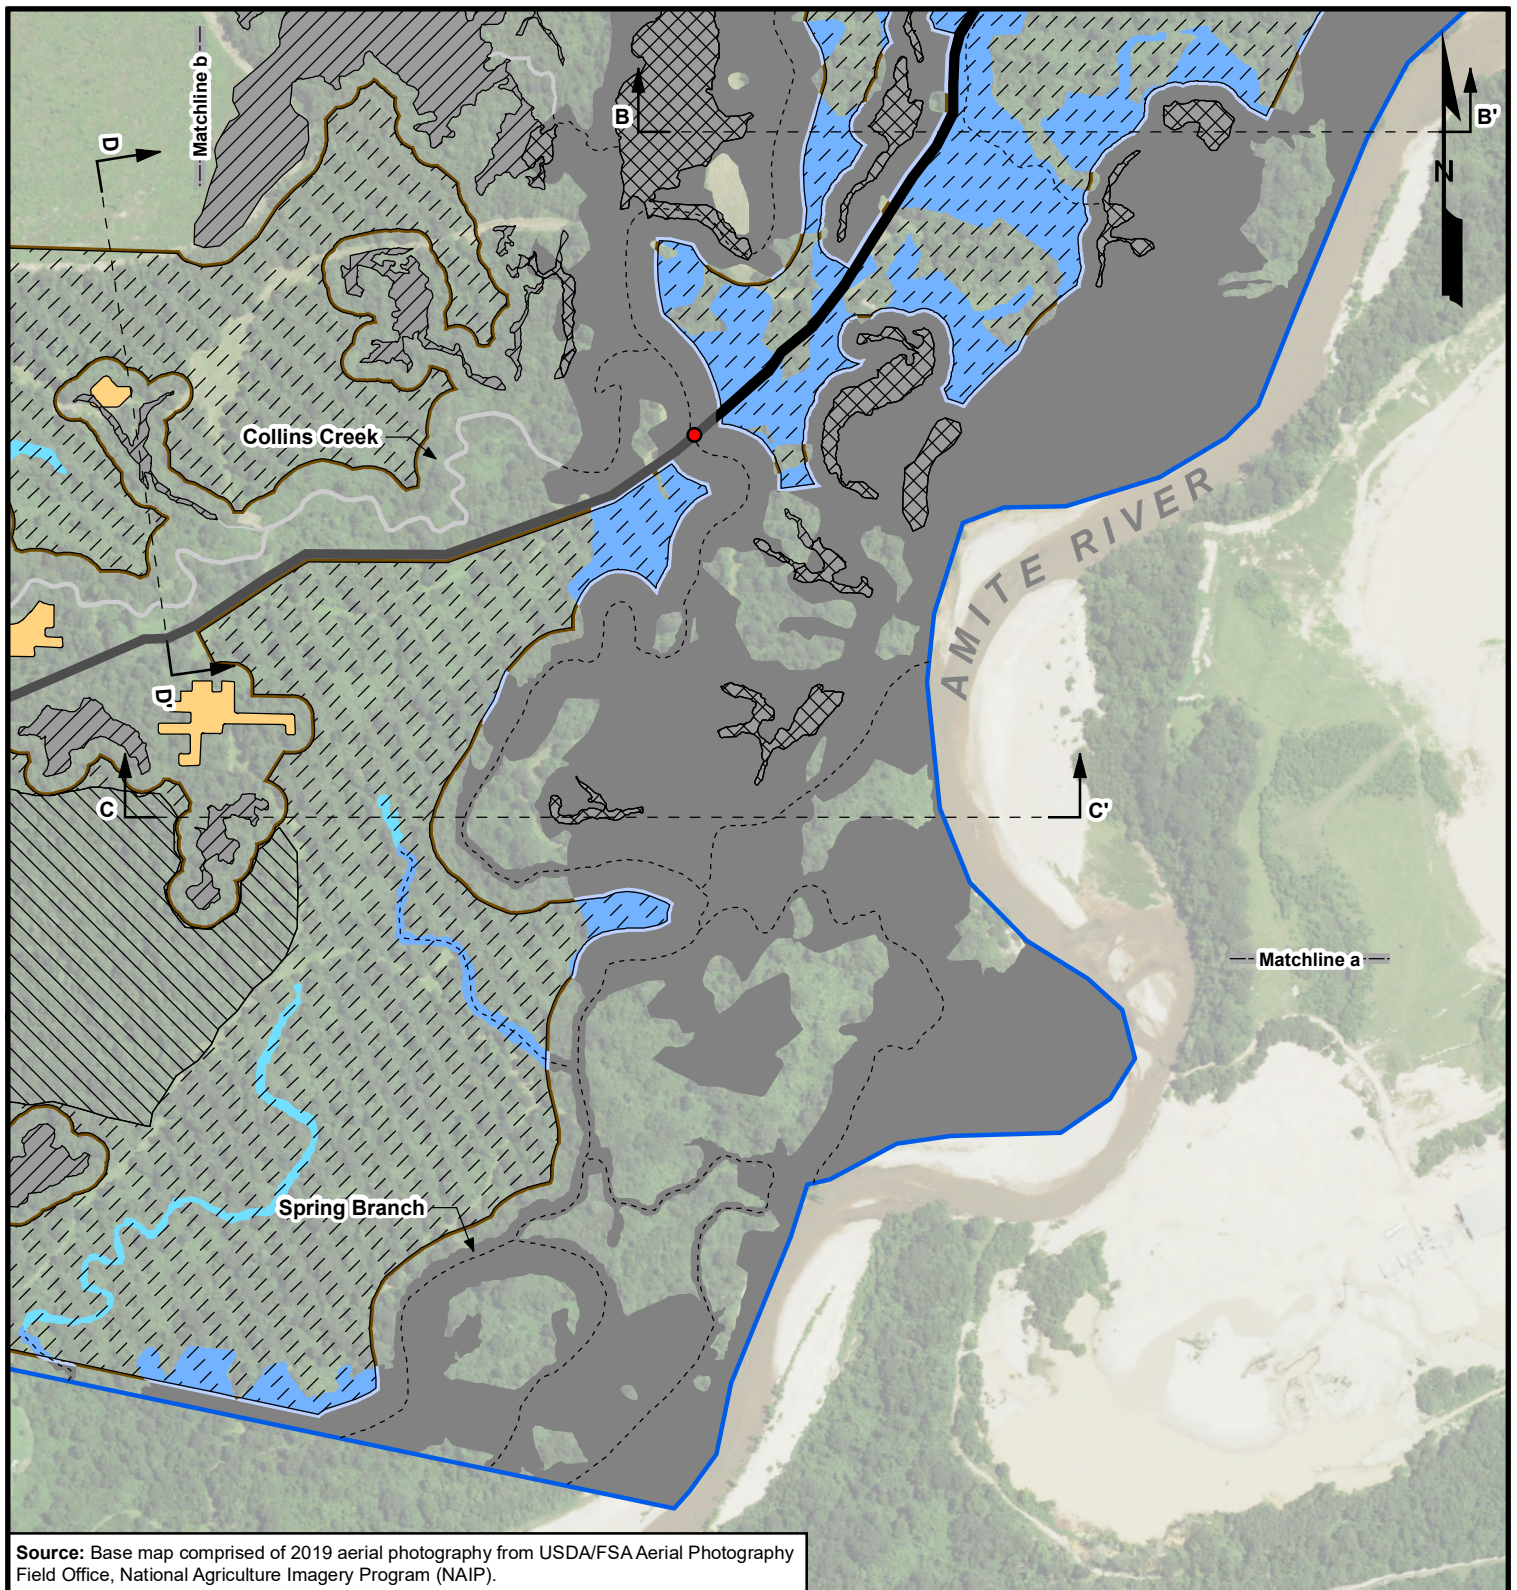 Matchline b
B
B'
D
N
Collins Creek
AMITE RIVER
D'
C
C'
Matchline a
Spring Branch
Source: Base map comprised of 2019 aerial photography from USDA/FSA Aerial Photography
Field Office, National Agriculture Imagery Program (NAIP).